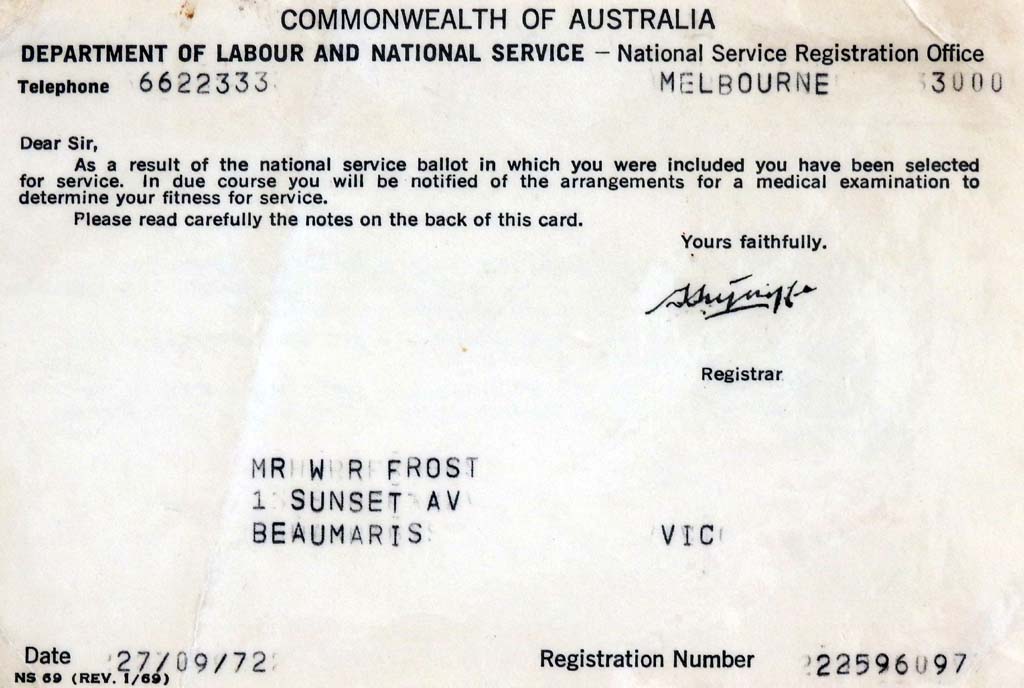 COMMONWEALTH OF AUSTRALIA
DEPARTMENT OF LABOUR AND NATIONAL SERVICE — National Service Registration Office
Telephone 6622333 MELBOURNE 3000
Dear Sir,
As a result of the national service ballot in which you were included you have been selected
for service. In due course you will be notified of the arrangements for a medical examination to
determine your fitness for service.
Please read carefully the notes on the back of this card.
Yours faithfully.
Registrar
MR W R FROST
1 SUNSET AV
BEAUMARIS VIC
Date 27/09/72 Registration Number 22596097
NS 69 (REV. 1/69)